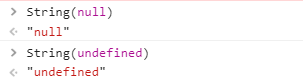 > String(null)
< "null"
> String(undefined)
< "undefined"